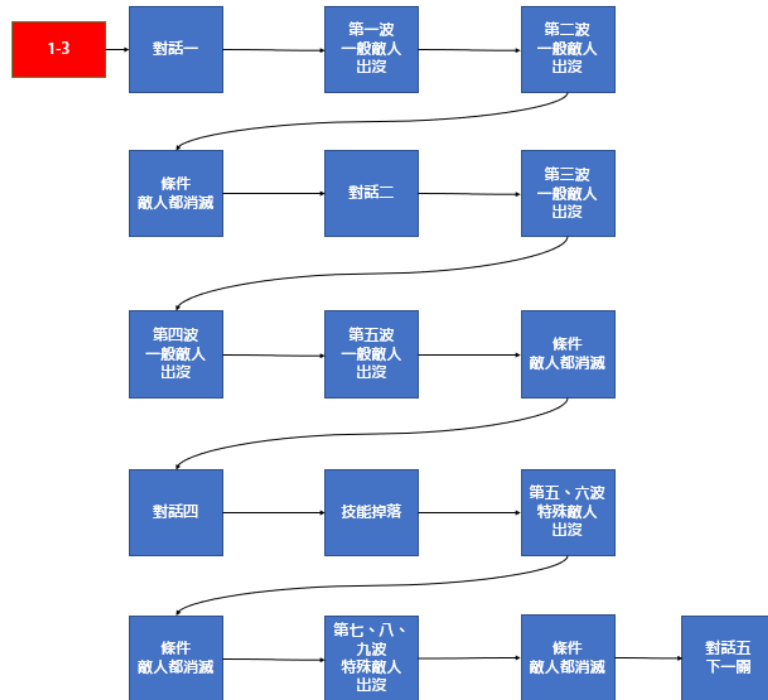 1-3
對話一
第一波
一般敵人
出沒
第二波
一般敵人
出沒
條件
敵人都消滅
對話二
第三波
一般敵人
出沒
第四波
一般敵人
出沒
第五波
一般敵人
出沒
條件
敵人都消滅
對話四
技能掉落
第五、六波
特殊敵人
出沒
條件
敵人都消滅
第七、八、
九波
特殊敵人
出沒
條件
敵人都消滅
對話五
下一關